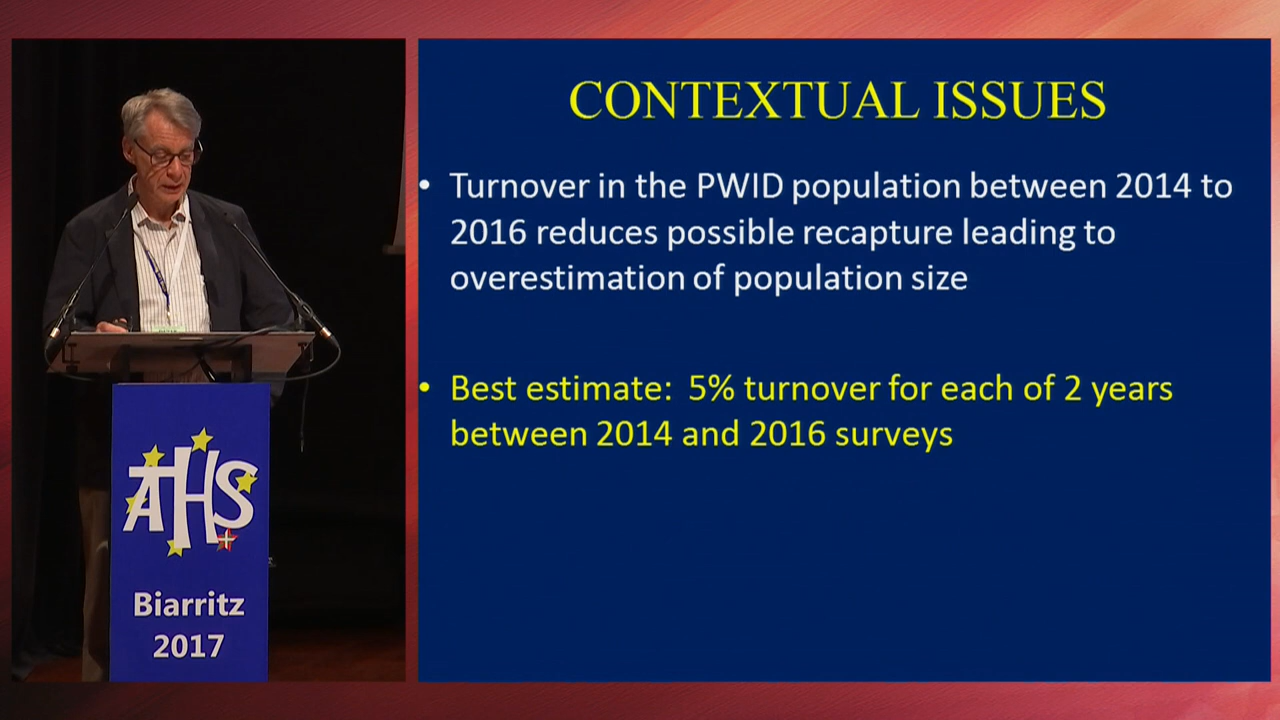 CONTEXTUAL ISSUES
• Turnover in the PWID population between 2014 to
2016 reduces possible recapture leading to
overestimation of population size
• Best estimate: 5% turnover for each of 2 years
between 2014 and 2016 surveys
AHS
Biarritz
2017